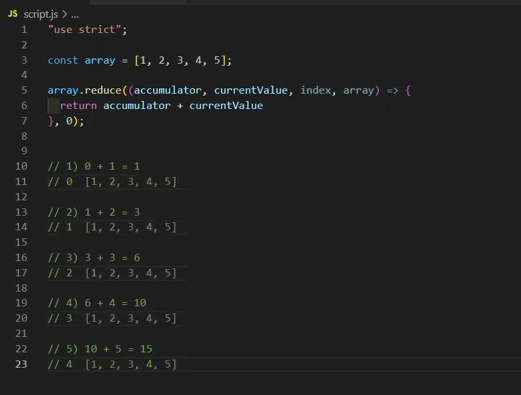 JS script.js > ...
1 "use strict";
2
3 const array = [1, 2, 3, 4, 5];
4
5 array.reduce((accumulator, currentValue, index, array) => {
6 return accumulator + currentValue
7 }, 0);
8
9
10 // 1) 0 + 1 = 1
11 // 0 [1, 2, 3, 4, 5]
12
13 // 2) 1 + 2 = 3
14 // 1 [1, 2, 3, 4, 5]
15
16 // 3) 3 + 3 = 6
17 // 2 [1, 2, 3, 4, 5]
18
19 // 4) 6 + 4 = 10
20 // 3 [1, 2, 3, 4, 5]
21
22 // 5) 10 + 5 = 15
23 // 4 [1, 2, 3, 4, 5]